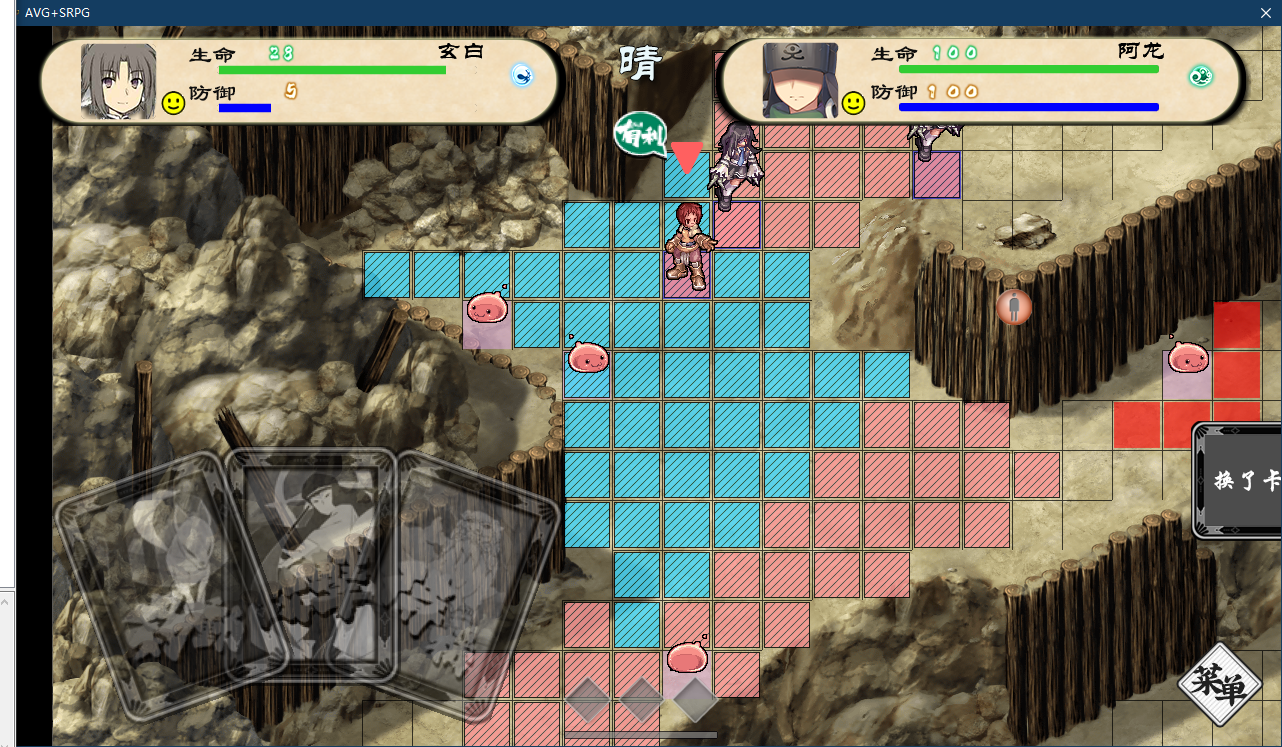 AVG+SRPG
生命 28 玄白
防御 5
晴
生命 100 阿龙
防御 100
有利
换了卡
菜单